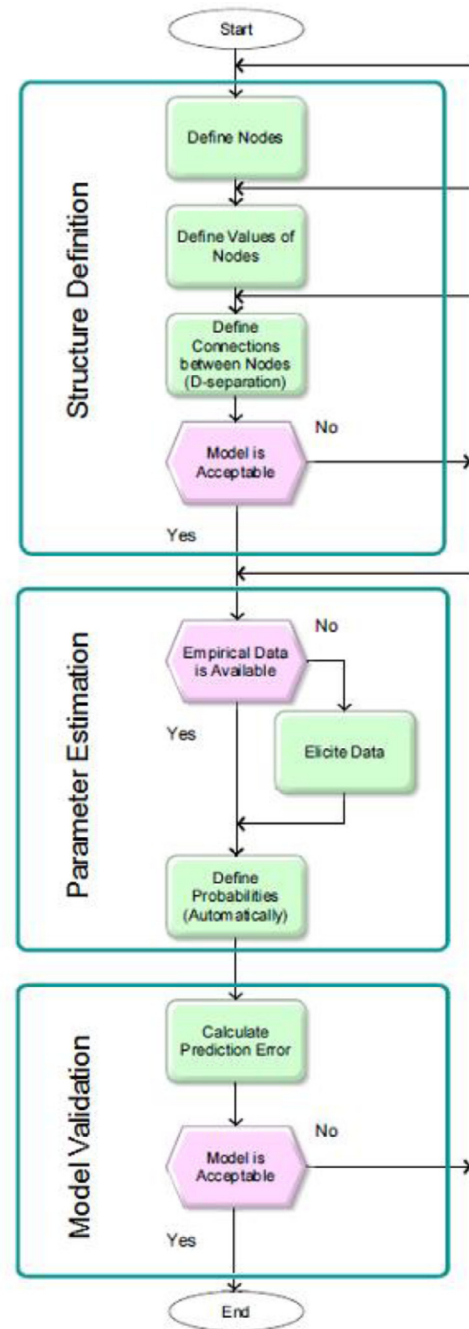 Start
Structure Definition
Define Nodes
Define Values of
Nodes
Define
Connections
between Nodes
(D-separation)
No
Model is
Acceptable
Yes
Parameter Estimation
No
Empirical Data
is Available
Yes
Elicite Data
Define
Probabilities
(Automatically)
Model Validation
Calculate
Prediction Error
No
Model is
Acceptable
Yes
End